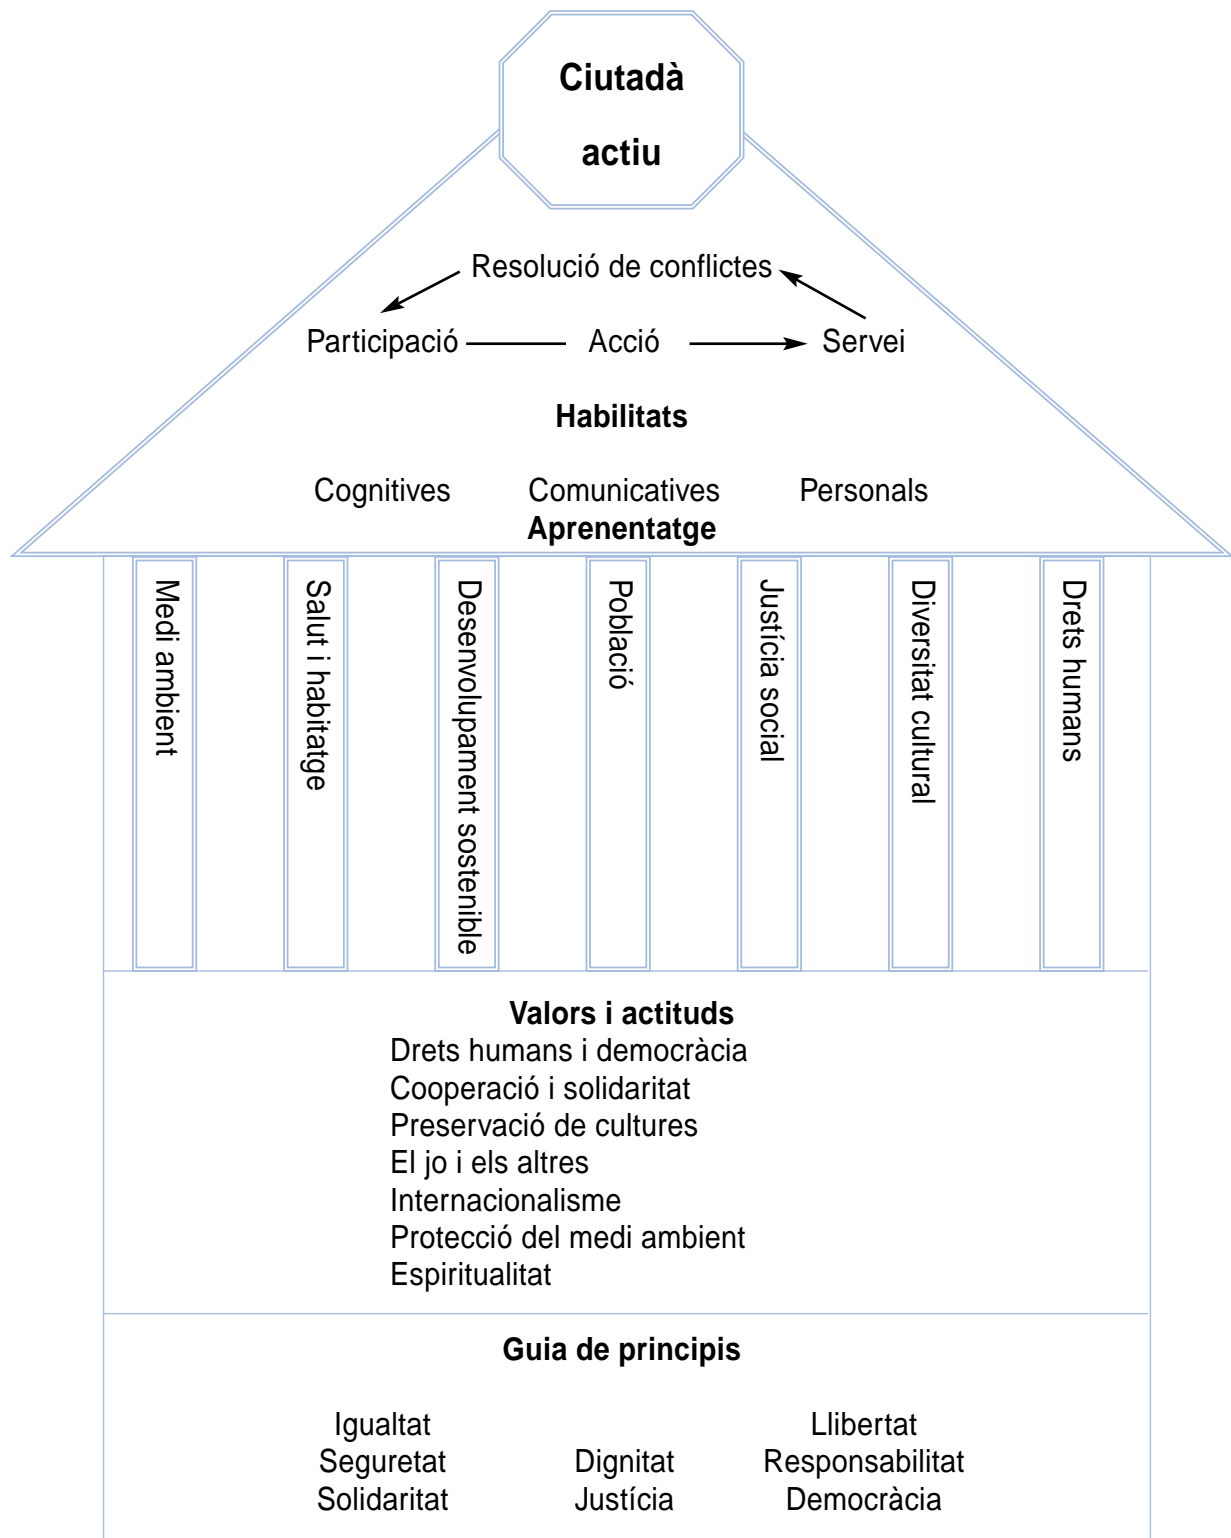 Ciutadà
actiu
Resolució de conflictes
Participació Acció Servei
Habilitats
Cognitives Comunicatives Personals
Aprenentatge
Medi ambient
Salut i habitatge
Desenvolupament sostenible
Població
Justícia social
Diversitat cultural
Drets humans
Valors i actituds
Drets humans i democràcia
Cooperació i solidaritat
Preservació de cultures
El jo i els altres
Internacionalisme
Protecció del medi ambient
Espiritualitat
Guia de principis
Igualtat Llibertat
Seguretat Dignitat Responsabilitat
Solidaritat Justícia Democràcia